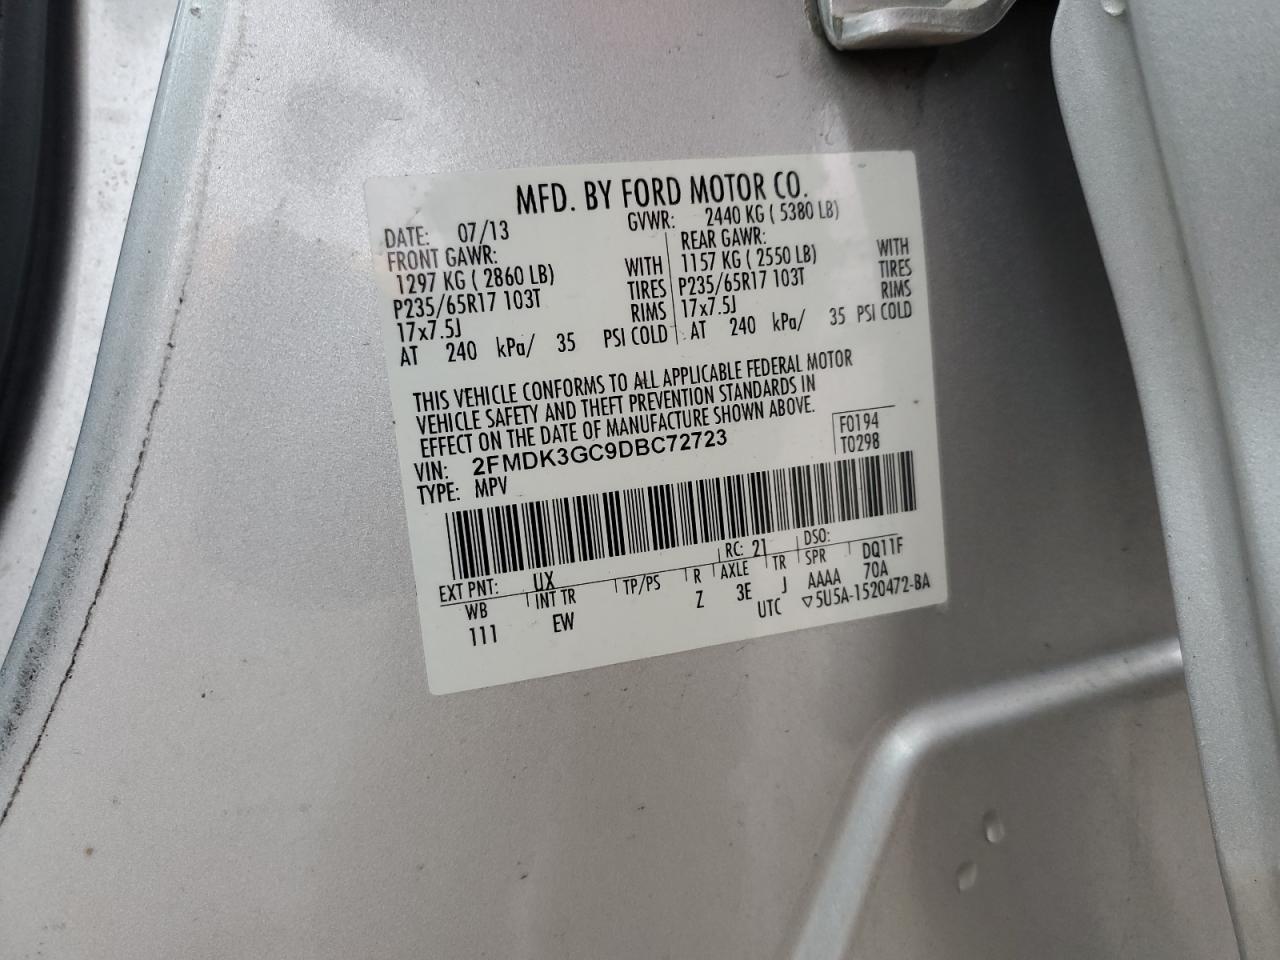 MFD. BY FORD MOTOR CO.
DATE: 07/13 GVWR: 2440 KG ( 5380 LB)
FRONT GAWR: REAR GAWR:
1297 KG ( 2860 LB) WITH 1157 KG ( 2550 LB) WITH
P235/65R17 103T TIRES P235/65R17 103T TIRES
17x7.5J RIMS 17x7.5J RIMS
AT 240 kPa/ 35 PSI COLD AT 240 kPa/ 35 PSI COLD
THIS VEHICLE CONFORMS TO ALL APPLICABLE FEDERAL MOTOR
VEHICLE SAFETY AND THEFT PREVENTION STANDARDS IN
EFFECT ON THE DATE OF MANUFACTURE SHOWN ABOVE.
VIN: 2FMDK3GC9DBC72723 F0194
TYPE: MPV T0298
EXT PNT: UX RC: 21 DSO:
WB INT TR TP/PS R AXLE TR SPR DQ11F
111 EW Z 3E J AAAA 70A
UTC ▽5U5A-1520472-BA